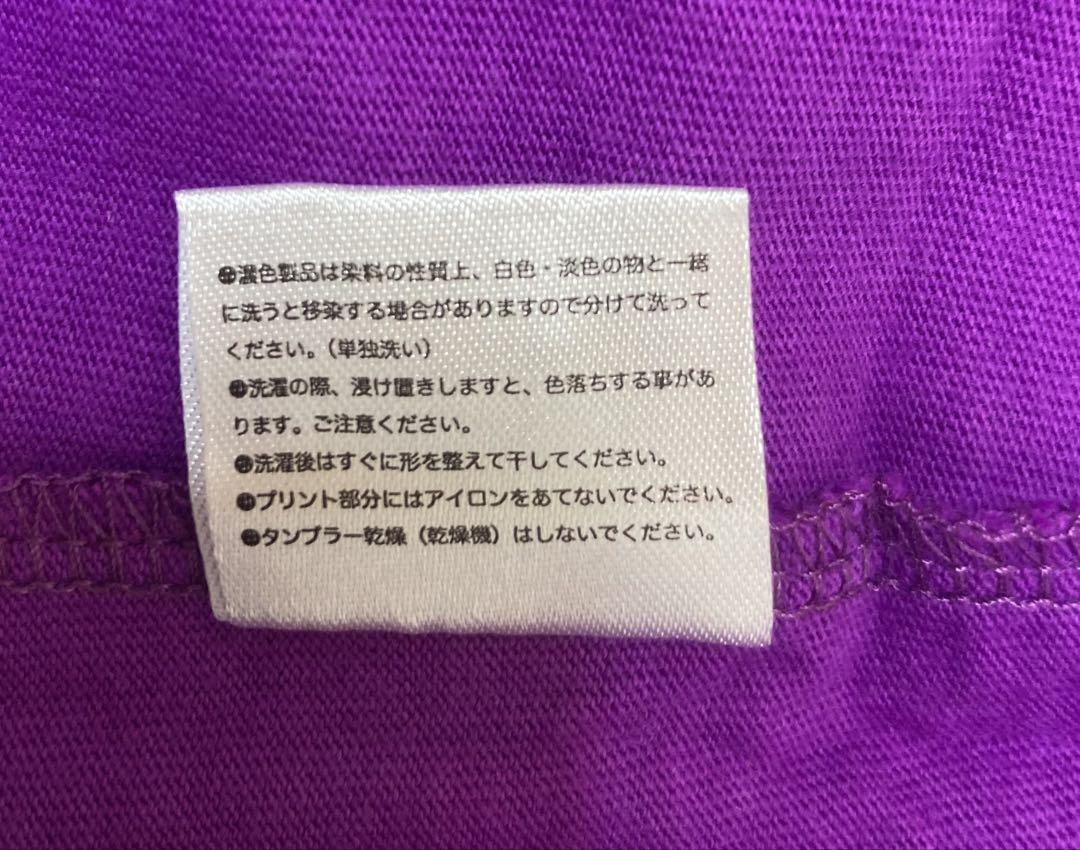 ●濃色製品は染料の性質上、白色・淡色の物と一緒
に洗うと移染する場合がありますので分けて洗って
ください。(単独洗い)
●洗濯の際、浸け置きしますと、色落ちする事があ
ります。ご注意ください。
●洗濯後はすぐに形を整えて干してください。
●プリント部分にはアイロンをあてないでください。
●タンブラー乾燥（乾燥機）はしないでください。